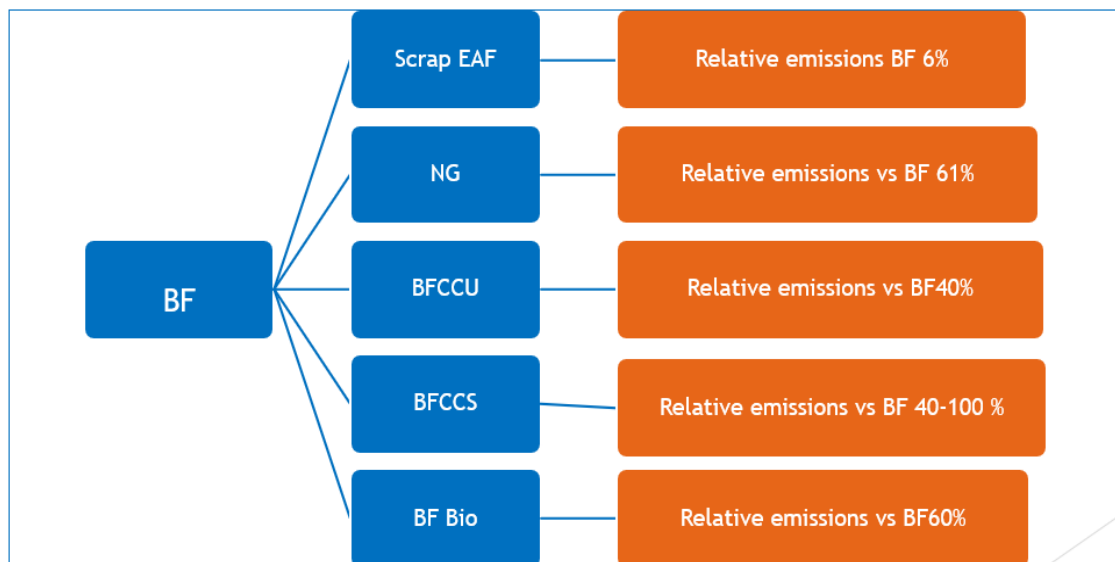 Scrap EAF
Relative emissions BF 6%
NG
Relative emissions vs BF 61%
BF
BFCCU
Relative emissions vs BF40%
BFCCS
Relative emissions vs BF 40-100 %
BF Bio
Relative emissions vs BF60%